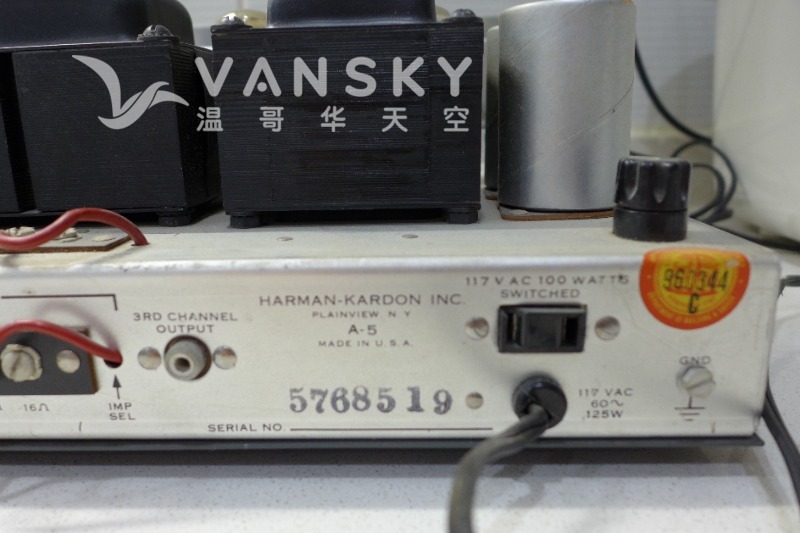 VANSKY
温哥华天空
117 V AC 100 WATTS
SWITCHED
960344
C
HARMAN-KARDON INC.
PLAINVIEW, N Y
A-5
MADE IN U.S.A.
3RD CHANNEL
OUTPUT
GND
16Ω
IMP
SEL
5768519
SERIAL NO.
117 VAC
60~
125W